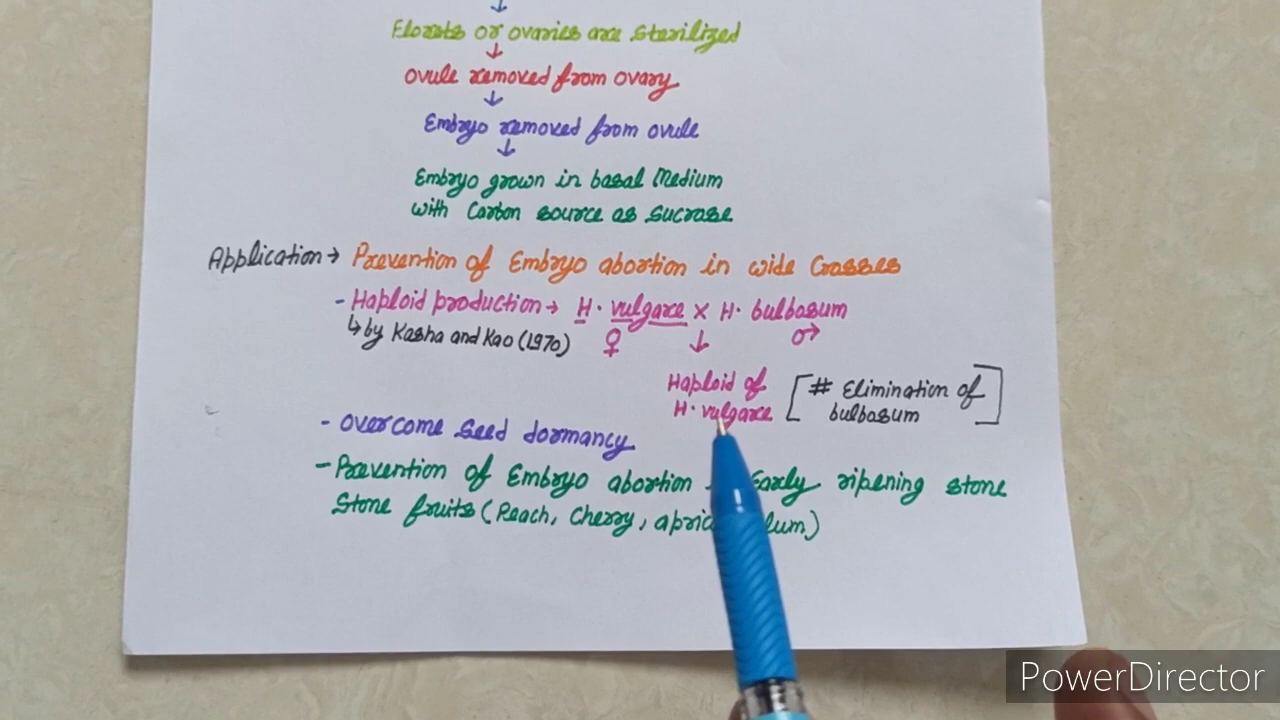 Florets or ovaries are sterilized
ovule removed from ovary
Embryo removed from ovule
Embryo grown in basal Medium
with Carbon source as sucrase
Application → Prevention of Embryo abortion in wide Crosses
- Haploid production → H. vulgare × H. bulbosum
↳ by Kasha and Kao (1970) ♀ ♂
Haploid of [ # Elimination of
H. vulgare bulbosum ]
- overcome seed dormancy
- Prevention of Embryo abortion Early ripening stone
Stone fruits (Peach, Cherry,
PowerDirector